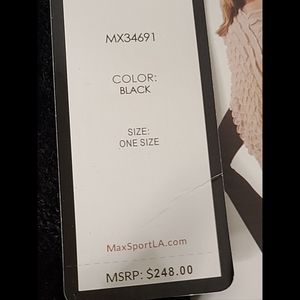 MX34691
COLOR:
BLACK
SIZE:
ONE SIZE
MaxSportLA.com
MSRP: $248.00